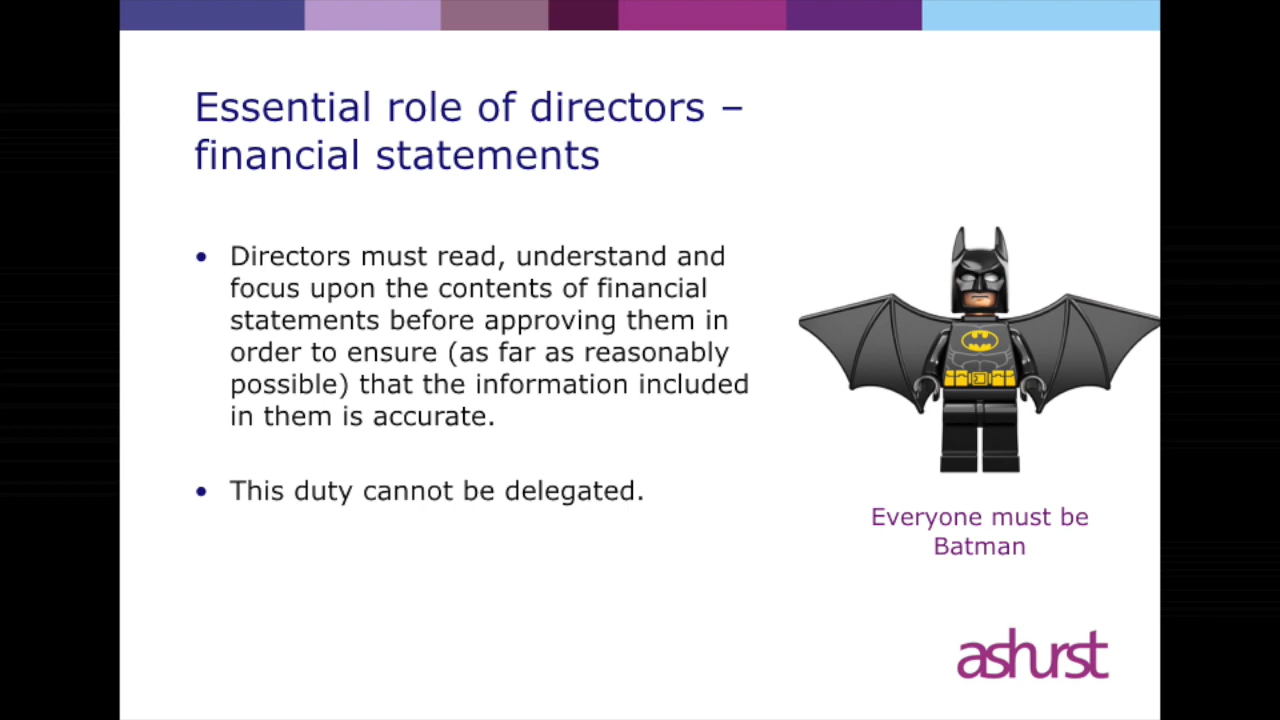 Essential role of directors –
financial statements
• Directors must read, understand and
focus upon the contents of financial
statements before approving them in
order to ensure (as far as reasonably
possible) that the information included
in them is accurate.
• This duty cannot be delegated.
Everyone must be
Batman
ashurst